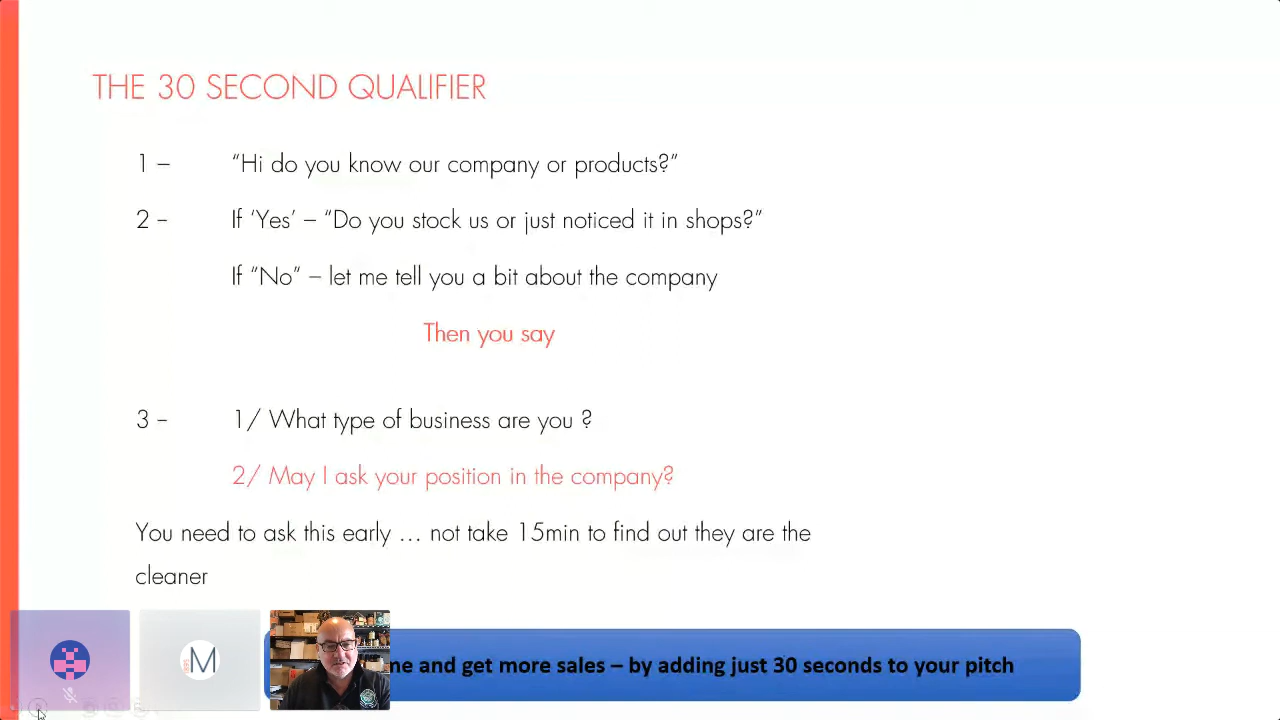 THE 30 SECOND QUALIFIER
1 – “Hi do you know our company or products?”
2 - If ‘Yes’ – “Do you stock us or just noticed it in shops?”
If “No” – let me tell you a bit about the company
Then you say
3 - 1/ What type of business are you ?
2/ May I ask your position in the company?
You need to ask this early … not take 15min to find out they are the
cleaner
and get more sales – by adding just 30 seconds to your pitch
M